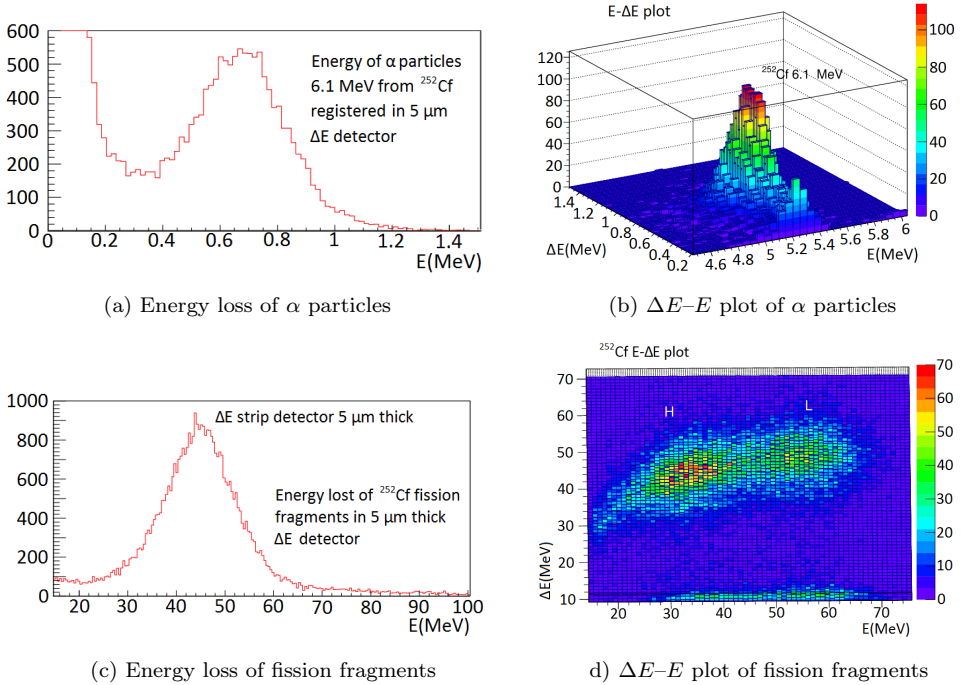 600
500
400
300
200
100
0
0 0.2 0.4 0.6 0.8 1 1.2 1.4
E(MeV)
Energy of α particles
6.1 MeV from ²⁵²Cf
registered in 5 μm
ΔE detector
(a) Energy loss of α particles
E-ΔE plot
²⁵²Cf 6.1 MeV
120
100
80
60
40
20
0
1.4 1.2 1 0.8 0.6 0.4 0.2
ΔE(MeV)
4.6 4.8 5 5.2 5.4 5.6 5.8 6
E(MeV)
100
80
60
40
20
0
(b) ΔE–E plot of α particles
1000
800
600
400
200
0
20 30 40 50 60 70 80 90 100
E(MeV)
ΔE strip detector 5 μm thick
Energy lost of ²⁵²Cf fission
fragments in 5 μm thick
ΔE detector
(c) Energy loss of fission fragments
²⁵²Cf E-ΔE plot
H
L
70
60
50
40
30
20
10
ΔE(MeV)
20 30 40 50 60 70
E(MeV)
70
60
50
40
30
20
10
0
d) ΔE–E plot of fission fragments